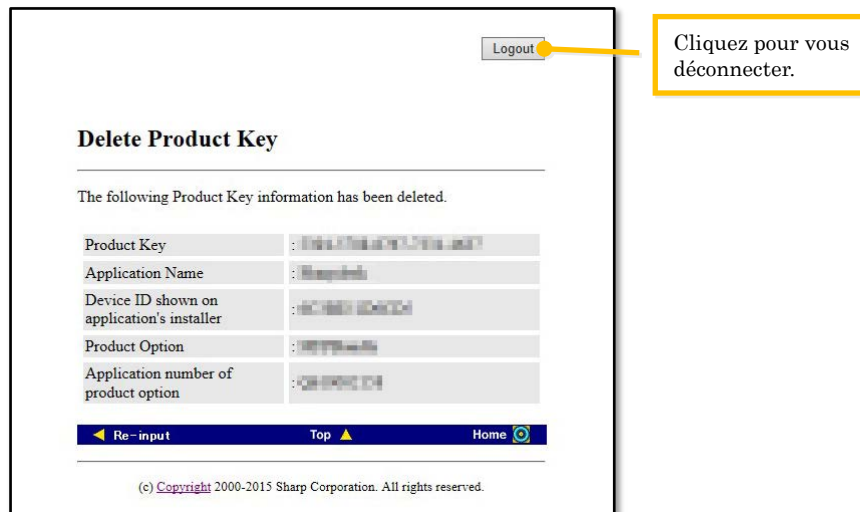 Logout
Cliquez pour vous
déconnecter.
Delete Product Key
The following Product Key information has been deleted.
Product Key :
Application Name :
Device ID shown on
application's installer :
Product Option :
Application number of
product option :
Re-input Top Home
(c) Copyright 2000-2015 Sharp Corporation. All rights reserved.